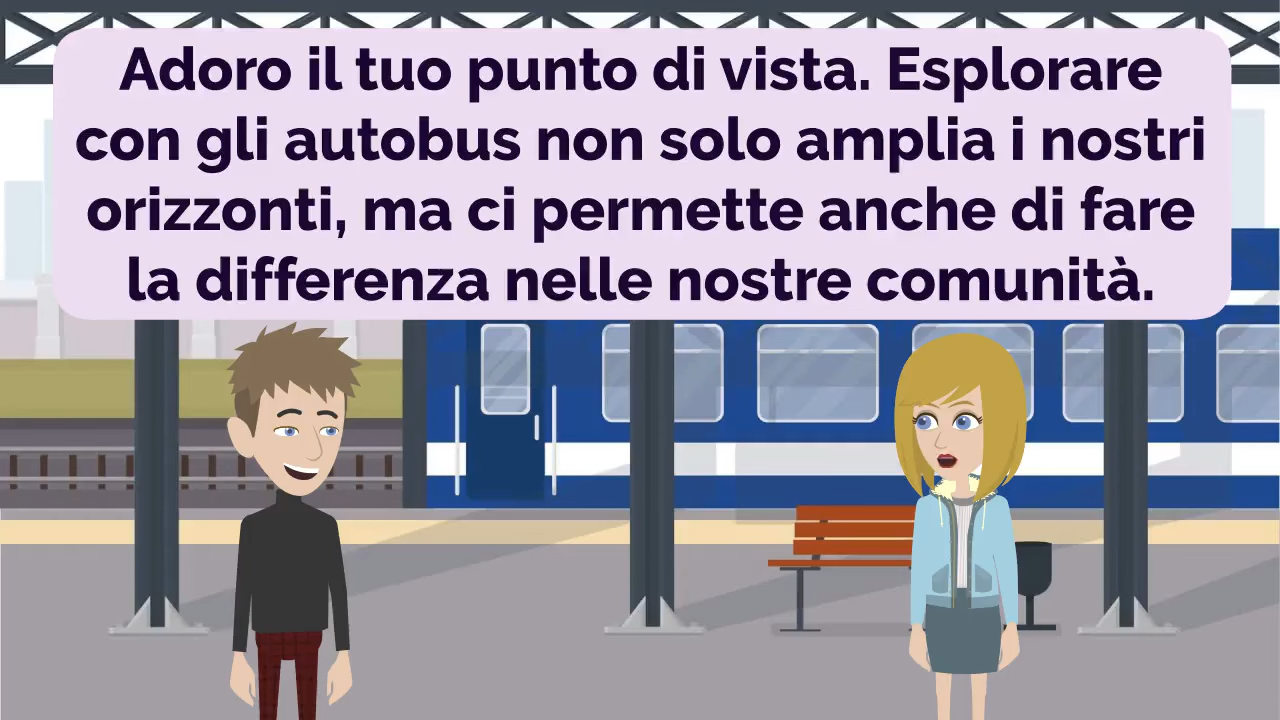 Adoro il tuo punto di vista. Esplorare
con gli autobus non solo amplia i nostri
orizzonti, ma ci permette anche di fare
la differenza nelle nostre comunità.